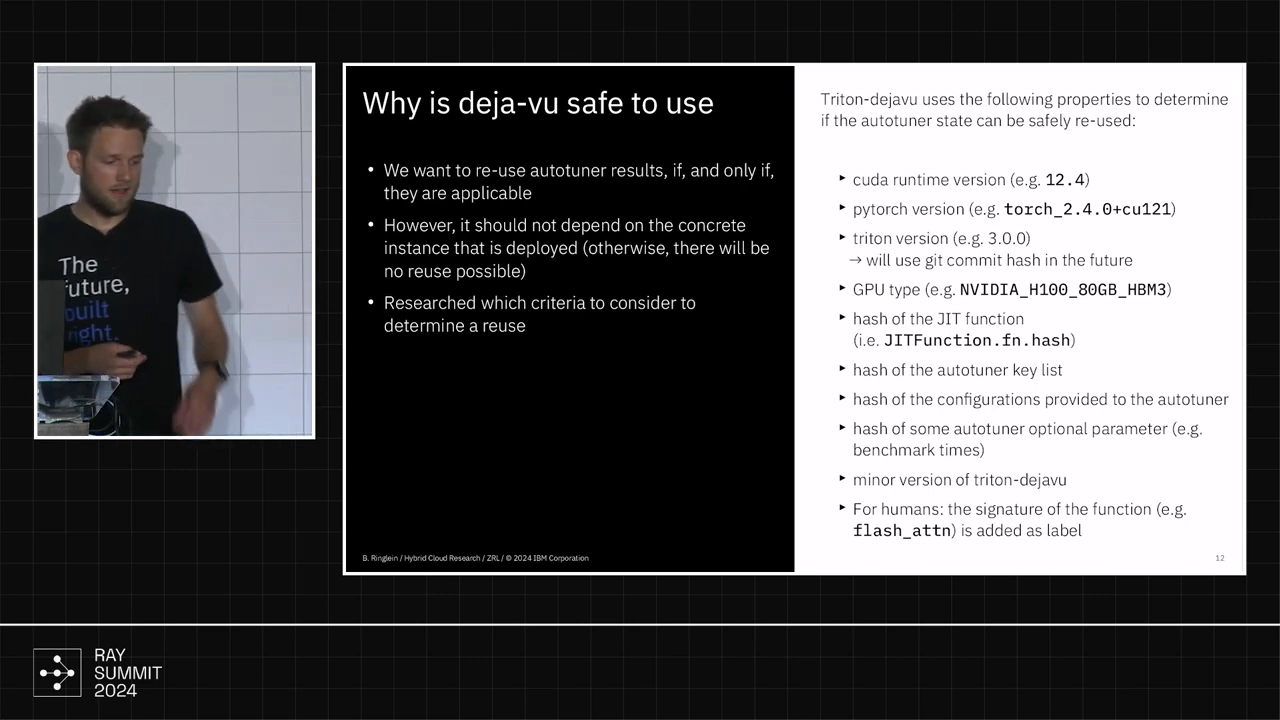 The
future,
built
right.
Why is deja-vu safe to use
• We want to re-use autotuner results, if, and only if,
they are applicable
• However, it should not depend on the concrete
instance that is deployed (otherwise, there will be
no reuse possible)
• Researched which criteria to consider to
determine a reuse
B. Ringlein / Hybrid Cloud Research / ZRL / © 2024 IBM Corporation
Triton-dejavu uses the following properties to determine
if the autotuner state can be safely re-used:
‣ cuda runtime version (e.g. 12.4)
‣ pytorch version (e.g. torch_2.4.0+cu121)
‣ triton version (e.g. 3.0.0)
→ will use git commit hash in the future
‣ GPU type (e.g. NVIDIA_H100_80GB_HBM3)
‣ hash of the JIT function
(i.e. JITFunction.fn.hash)
‣ hash of the autotuner key list
‣ hash of the configurations provided to the autotuner
‣ hash of some autotuner optional parameter (e.g.
benchmark times)
‣ minor version of triton-dejavu
‣ For humans: the signature of the function (e.g.
flash_attn) is added as label
12
RAY
SUMMIT
2024